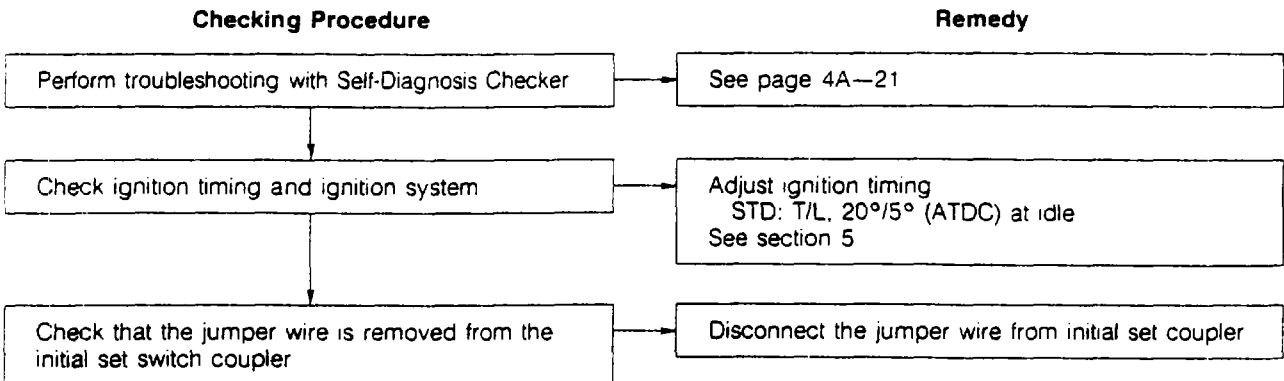 Checking Procedure
Remedy
Perform troubleshooting with Self-Diagnosis Checker
See page 4A—21
Check ignition timing and ignition system
Adjust ignition timing
STD: T/L, 20°/5° (ATDC) at idle
See section 5
Check that the jumper wire is removed from the
initial set switch coupler
Disconnect the jumper wire from initial set coupler